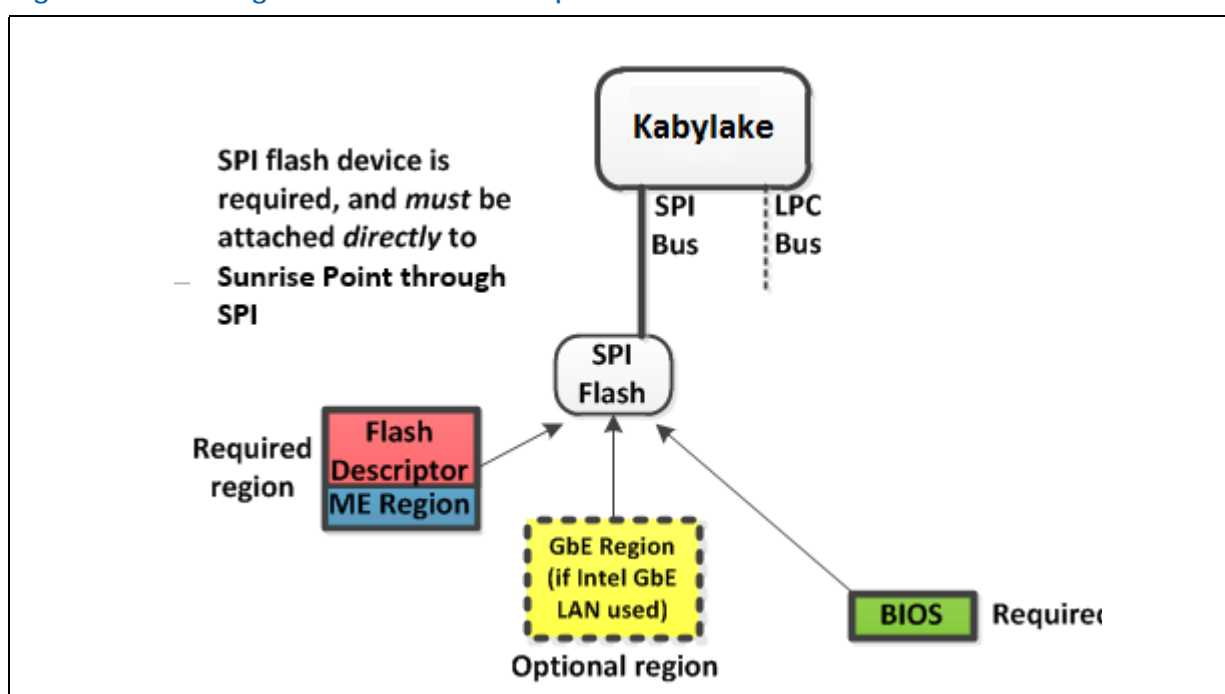 Kabylake
SPI flash device is
required, and must be
attached directly to
Sunrise Point through
SPI
SPI
Bus
LPC
Bus
SPI
Flash
Required
region
Flash
Descriptor
ME Region
GbE Region
(if Intel GbE
LAN used)
Optional region
BIOS
Required